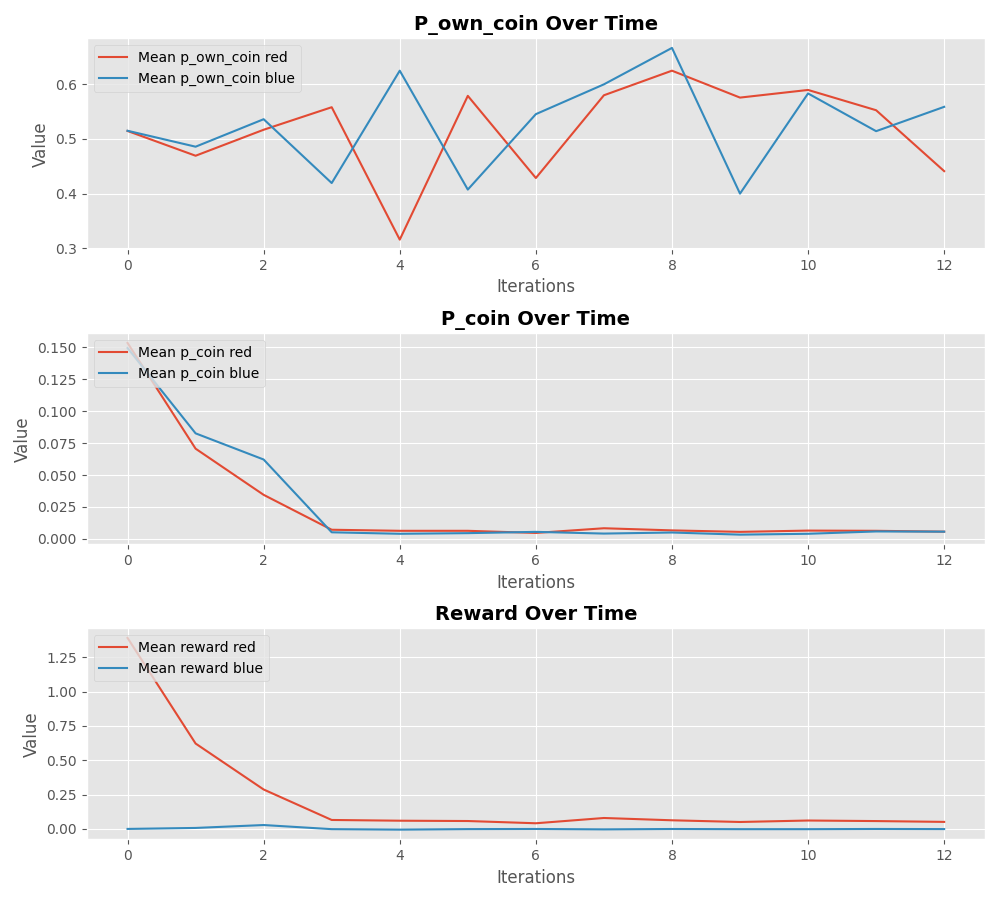 P_own_coin Over Time
Mean p_own_coin red
Mean p_own_coin blue
Value
0.6
0.5
0.4
0.3
0 2 4 6 8 10 12
Iterations
P_coin Over Time
Mean p_coin red
Mean p_coin blue
Value
0.150
0.125
0.100
0.075
0.050
0.025
0.000
0 2 4 6 8 10 12
Iterations
Reward Over Time
Mean reward red
Mean reward blue
Value
1.25
1.00
0.75
0.50
0.25
0.00
0 2 4 6 8 10 12
Iterations